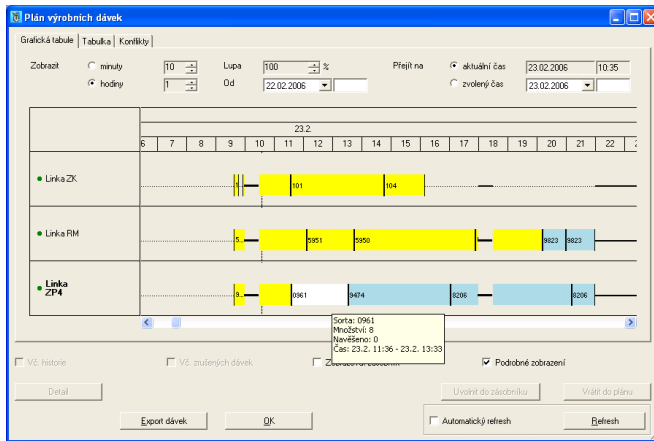 Plán výrobních dávek
Grafická tabule Tabulka Konflikty
Zobrazit minuty 10 Lupa 100 % Přejít na aktuální čas 23.02.2006 10:35
hodiny 1 Od 22.02.2006 zvolený čas 23.02.2006
23.2.
6 7 8 9 10 11 12 13 14 15 16 17 18 19 20 21 22
Linka ZK 101 104
Linka RM 5... 5951 5950 9823 9823
Linka ZP4 9... 0961 9474 8206 8206
Sorta: 0961
Množství: 8
Navěšeno: 0
Čas: 23.2. 11:36 - 23.2. 13:33
Vč. historie Vč. zrušených dávek Podrobné zobrazení
Detail Uvolnit do zásobníku Vrátit do plánu
Export dávek OK Automatický refresh Refresh